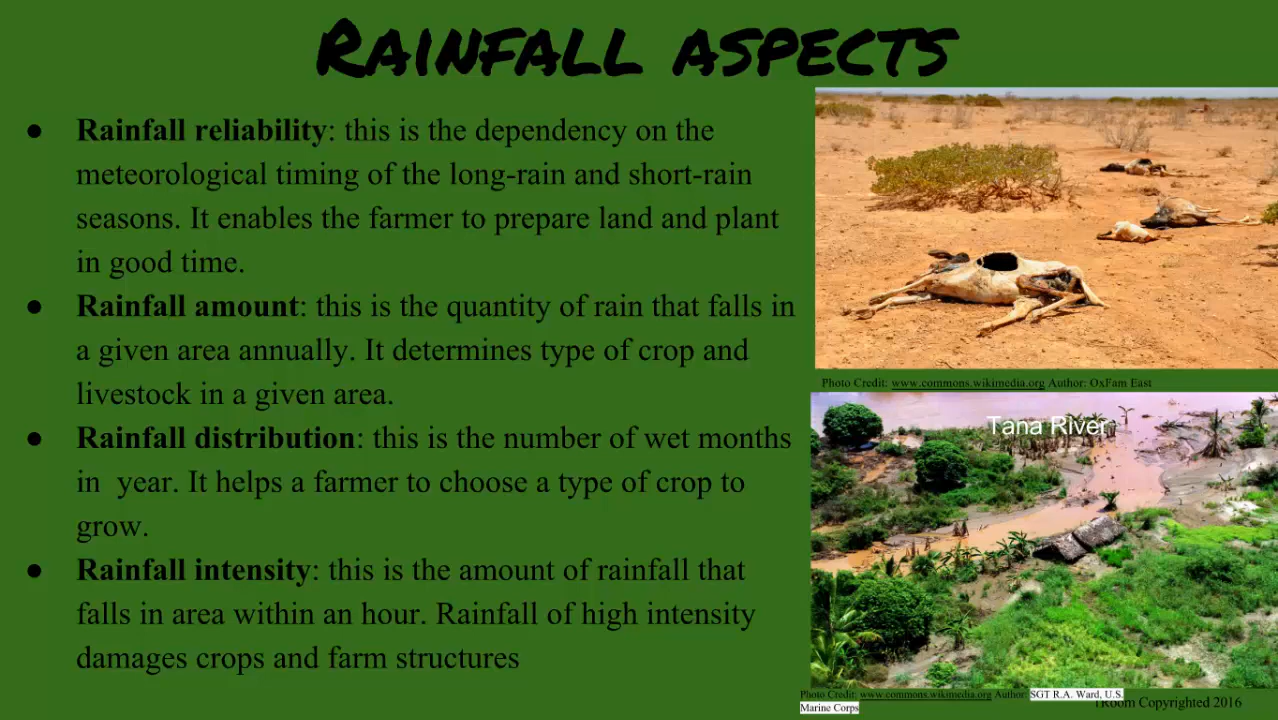 RAINFALL ASPECTS
● Rainfall reliability: this is the dependency on the
meteorological timing of the long-rain and short-rain
seasons. It enables the farmer to prepare land and plant
in good time.
● Rainfall amount: this is the quantity of rain that falls in
a given area annually. It determines type of crop and
livestock in a given area.
● Rainfall distribution: this is the number of wet months
in  year. It helps a farmer to choose a type of crop to
grow.
● Rainfall intensity: this is the amount of rainfall that
falls in area within an hour. Rainfall of high intensity
damages crops and farm structures
Photo Credit: www.commons.wikimedia.org Author: OxFam East
Tana River
Photo Credit: www.commons.wikimedia.org Author: SGT R.A. Ward, U.S.
Marine Corps
1Room Copyrighted 2016